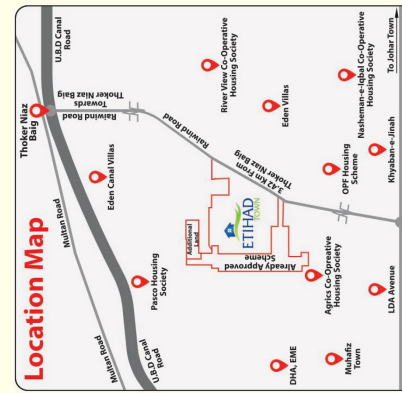 Location Map
Thoker Niaz
Baig
U.B.D Canal
Road
Multan Road
Raiwind Road
Towards
Thoker Niaz Baig
Eden Canal Villas
River View Co-Operative
Housing Society
Multan Road
Pasco Housing
Society
U.B.D Canal
Road
Raiwind Road
3.42 Km From
Thoker Niaz Baig
Eden Villas
Additional
Land
ETIHAD
TOWN
Already Approved
Scheme
Nasheman-e-Iqbal Co-Operative
Housing Society
OPF Housing
Scheme
Agrics Co-Opreative
Housing Society
DHA, EME
Muhafiz
Town
LDA Avenue
Khyaban-e-Jinah
To Johar Town